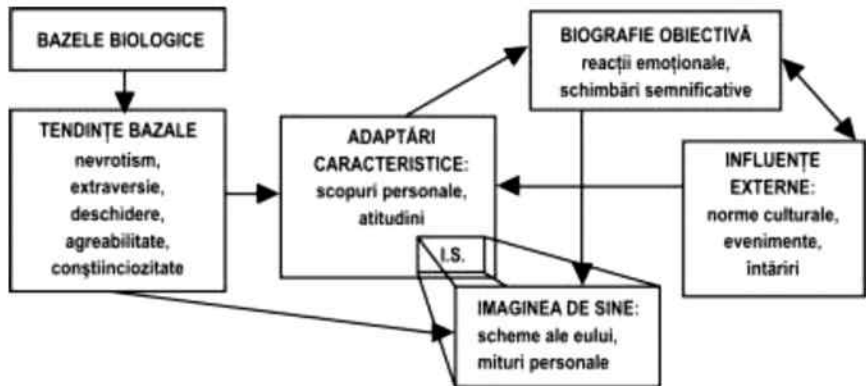 BAZELE BIOLOGICE
TENDINȚE BAZALE
nevrotism,
extraversie,
deschidere,
agreabilitate,
conştiinciozitate
ADAPTĂRI
CARACTERISTICE:
scopuri personale,
atitudini
I.S.
BIOGRAFIE OBIECTIVĂ
reacții emoționale,
schimbări semnificative
INFLUENȚE
EXTERNE:
norme culturale,
evenimente,
întăriri
IMAGINEA DE SINE:
scheme ale eului,
mituri personale